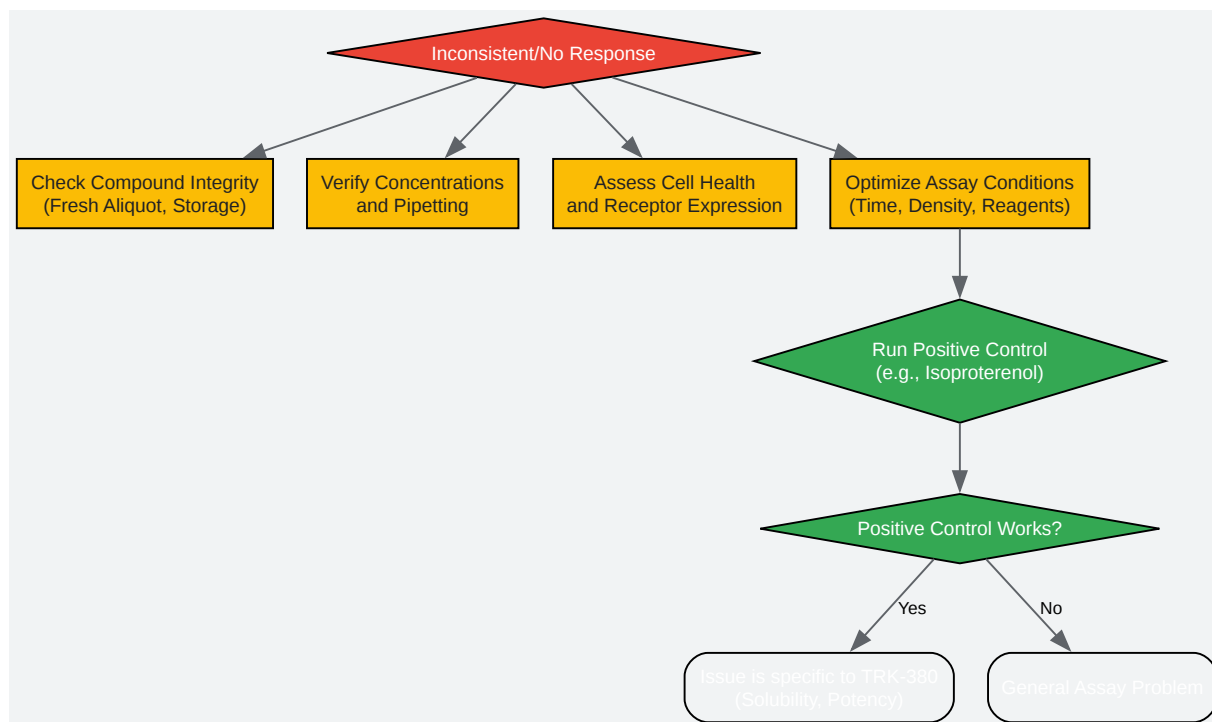 Inconsistent/No Response
Check Compound Integrity
(Fresh Aliquot, Storage)
Verify Concentrations
and Pipetting
Assess Cell Health
and Receptor Expression
Optimize Assay Conditions
(Time, Density, Reagents)
Run Positive Control
(e.g., Isoproterenol)
Positive Control Works?
Yes
No
Issue is specific to TRK-380
(Solubility, Potency)
General Assay Problem